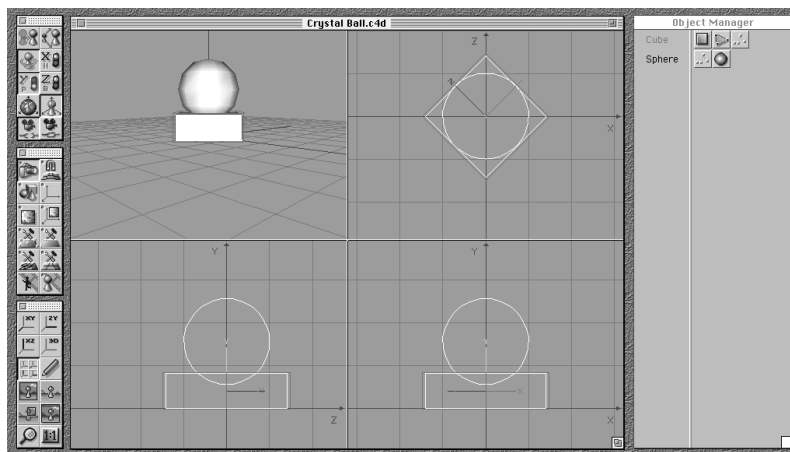 Crystal Ball.c4d
Object Manager
Cube
Sphere
X
H
Y
P
Z
B
XY
ZY
XZ
3D
1:1
Z
X
Y
Z
Y
X